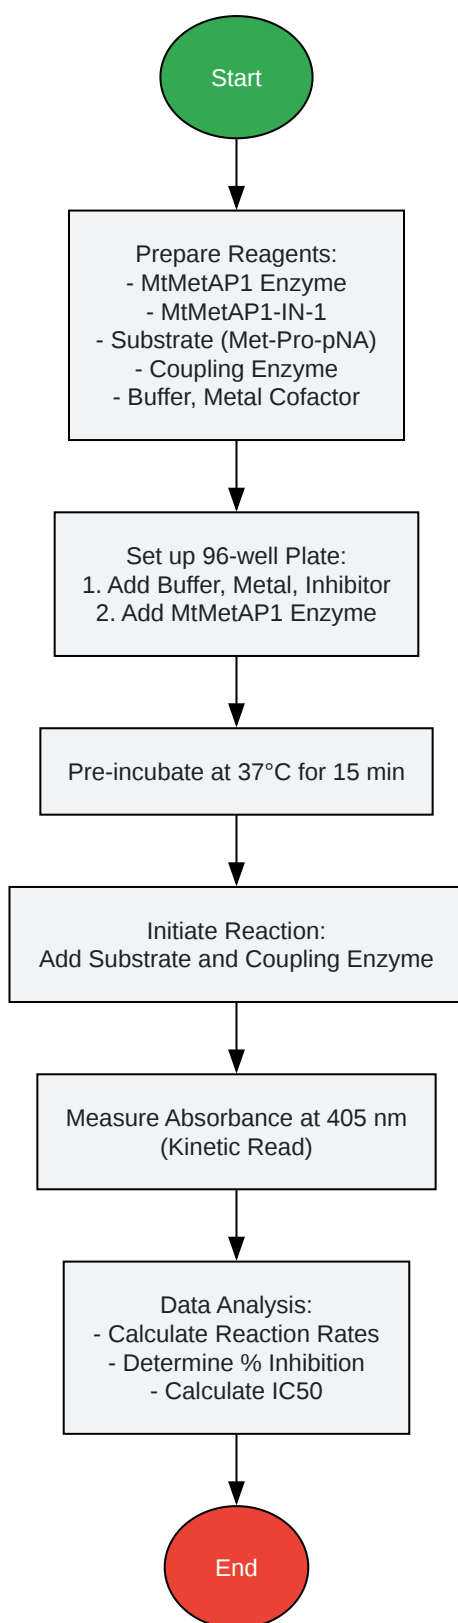 Start
Prepare Reagents:
- MtMetAP1 Enzyme
- MtMetAP1-IN-1
- Substrate (Met-Pro-pNA)
- Coupling Enzyme
- Buffer, Metal Cofactor
Set up 96-well Plate:
1. Add Buffer, Metal, Inhibitor
2. Add MtMetAP1 Enzyme
Pre-incubate at 37°C for 15 min
Initiate Reaction:
Add Substrate and Coupling Enzyme
Measure Absorbance at 405 nm
(Kinetic Read)
Data Analysis:
- Calculate Reaction Rates
- Determine % Inhibition
- Calculate IC50
End